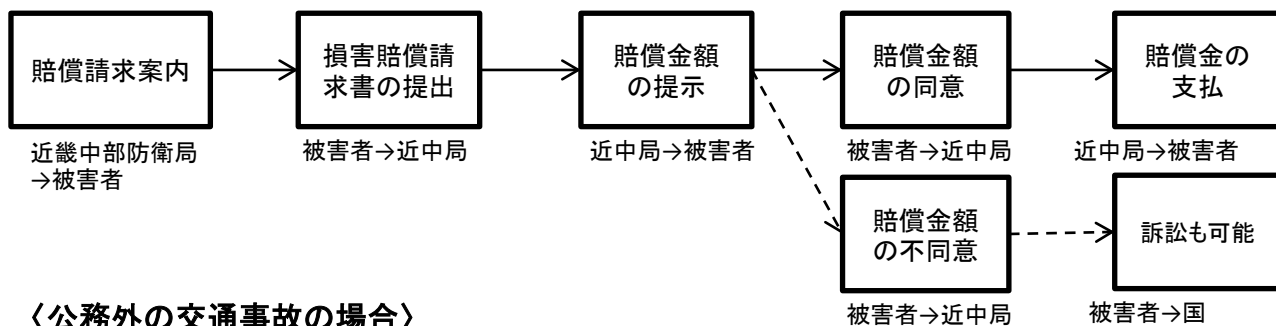 賠償請求案内
近畿中部防衛局
→被害者
損害賠償請
求書の提出
被害者→近中局
賠償金額
の提示
近中局→被害者
賠償金額
の同意
被害者→近中局
賠償金の
支払
近中局→被害者
賠償金額
の不同意
被害者→近中局
訴訟も可能
被害者→国
〈公務外の交通事故の場合〉